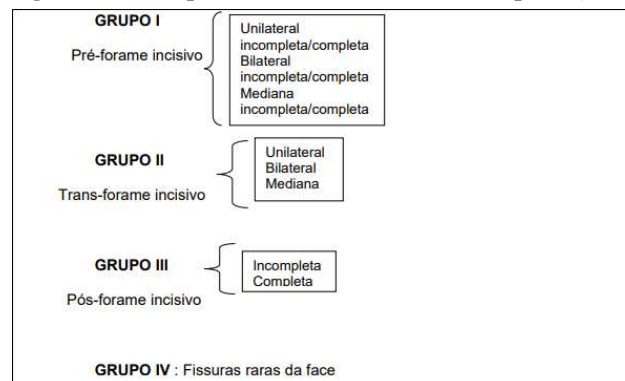 GRUPO I
Pré-forame incisivo
Unilateral
incompleta/completa
Bilateral
incompleta/completa
Mediana
incompleta/completa
GRUPO II
Trans-forame incisivo
Unilateral
Bilateral
Mediana
GRUPO III
Pós-forame incisivo
Incompleta
Completa
GRUPO IV : Fissuras raras da face